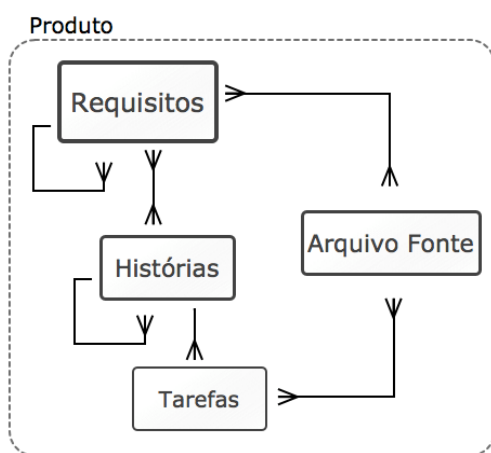 Produto
Requisitos
Histórias
Arquivo Fonte
Tarefas